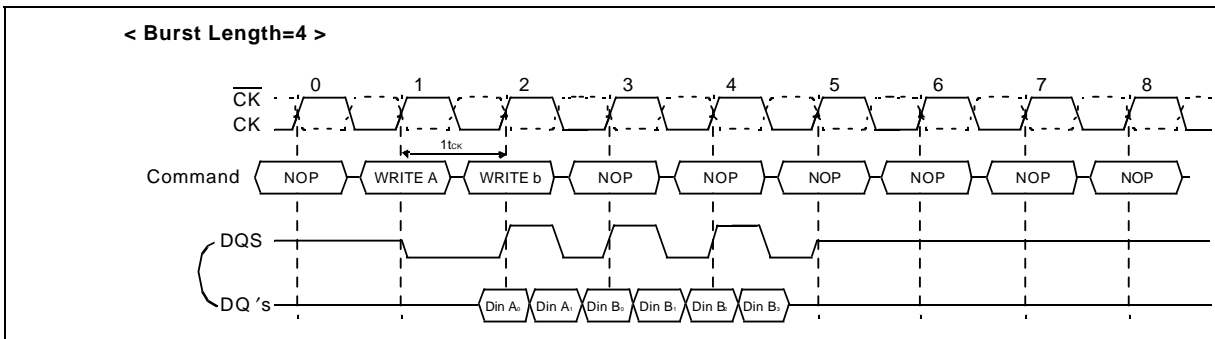 < Burst Length=4 >
0 1 2 3 4 5 6 7 8
CK
CK
1tCK
Command NOP WRITE A WRITE b NOP NOP NOP NOP NOP NOP
DQS
DQ 's Din A0 Din A1 Din B0 Din B1 Din B2 Din B3